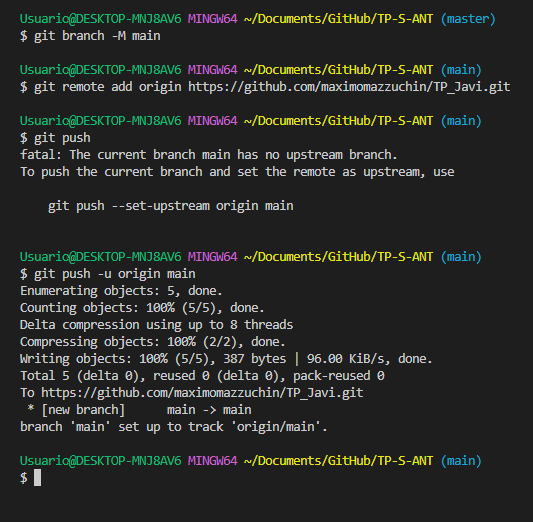 Usuario@DESKTOP-MNJ8AV6 MINGW64 ~/Documents/GitHub/TP-S-ANT (master)
$ git branch -M main
Usuario@DESKTOP-MNJ8AV6 MINGW64 ~/Documents/GitHub/TP-S-ANT (main)
$ git remote add origin https://github.com/maximomazzuchin/TP_Javi.git
Usuario@DESKTOP-MNJ8AV6 MINGW64 ~/Documents/GitHub/TP-S-ANT (main)
$ git push
fatal: The current branch main has no upstream branch.
To push the current branch and set the remote as upstream, use
git push --set-upstream origin main
Usuario@DESKTOP-MNJ8AV6 MINGW64 ~/Documents/GitHub/TP-S-ANT (main)
$ git push -u origin main
Enumerating objects: 5, done.
Counting objects: 100% (5/5), done.
Delta compression using up to 8 threads
Compressing objects: 100% (2/2), done.
Writing objects: 100% (5/5), 387 bytes | 96.00 KiB/s, done.
Total 5 (delta 0), reused 0 (delta 0), pack-reused 0
To https://github.com/maximomazzuchin/TP_Javi.git
* [new branch]      main -> main
branch 'main' set up to track 'origin/main'.
Usuario@DESKTOP-MNJ8AV6 MINGW64 ~/Documents/GitHub/TP-S-ANT (main)
$